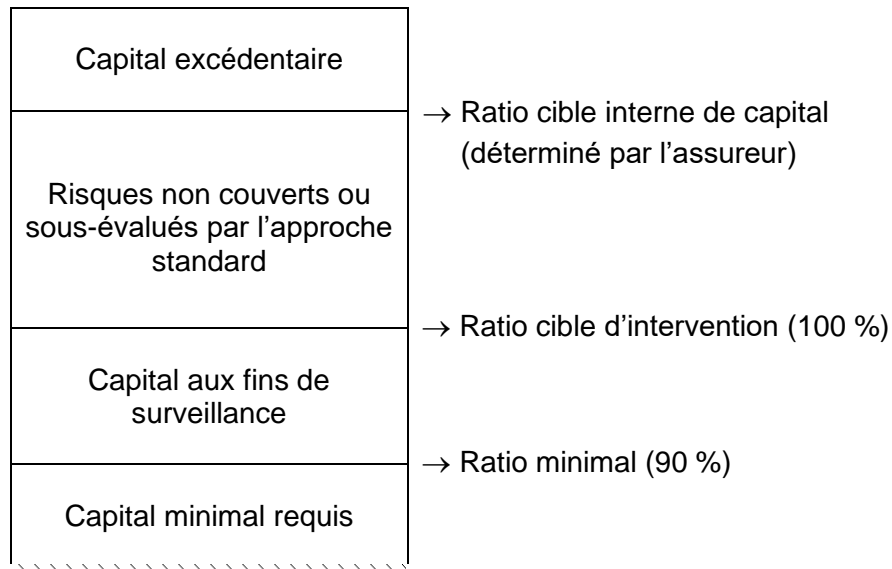 Capital excédentaire
→ Ratio cible interne de capital
(déterminé par l’assureur)
Risques non couverts ou
sous-évalués par l’approche
standard
→ Ratio cible d’intervention (100 %)
Capital aux fins de
surveillance
→ Ratio minimal (90 %)
Capital minimal requis